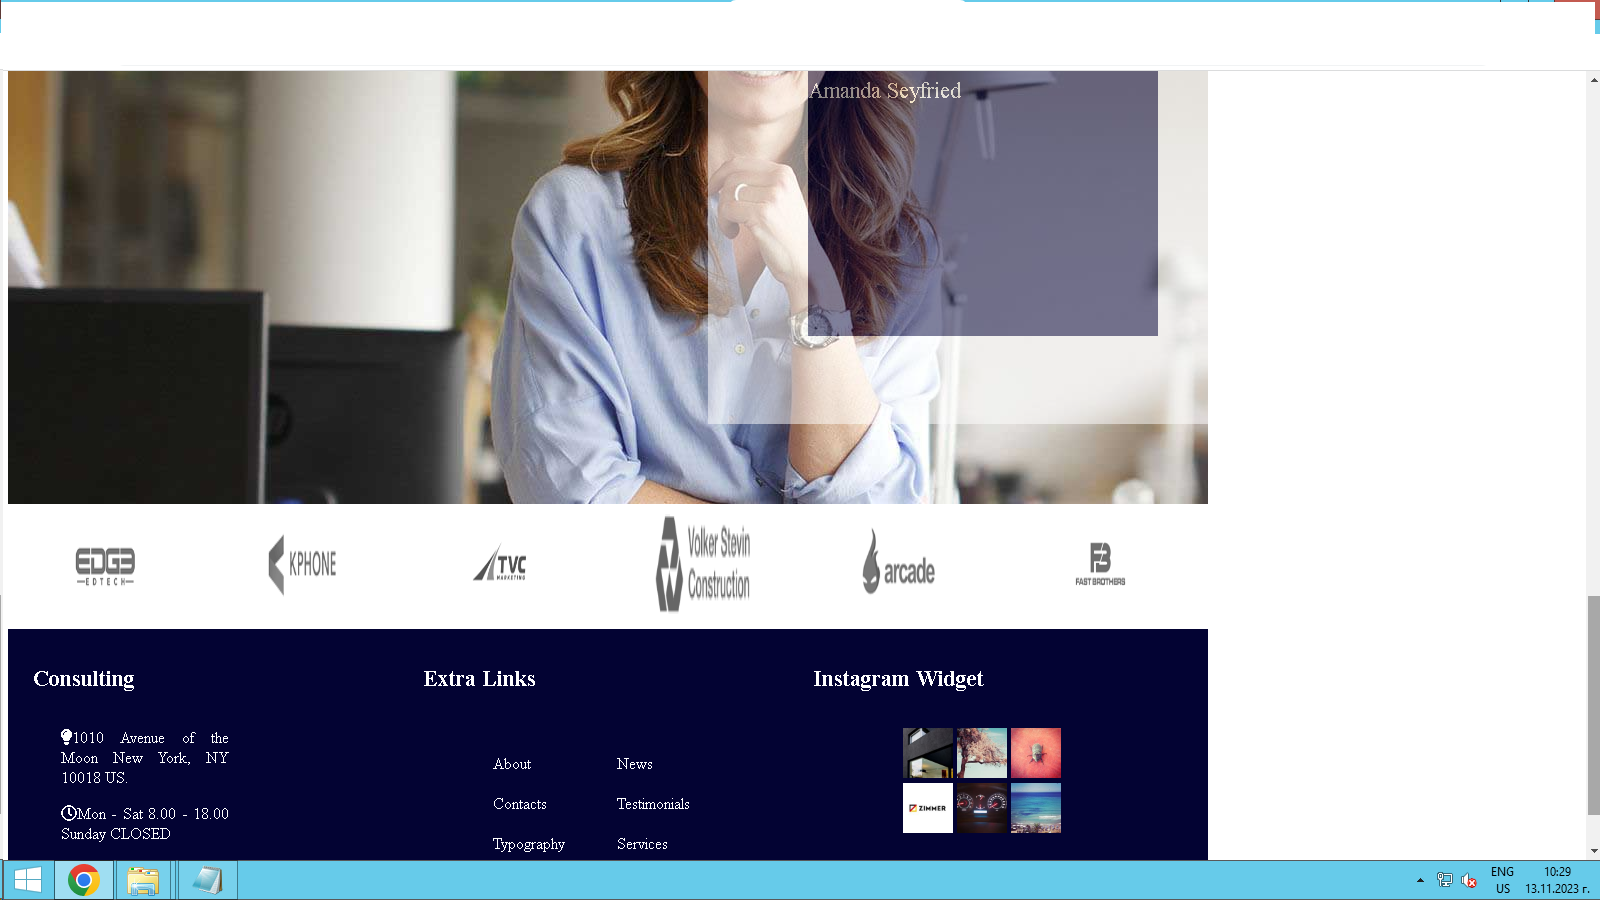 Amanda Seyfried
EDG3
EDTECH
KPHONE
TVC
MARKETING
Volker Stevin
Construction
arcade
FAST BROTHERS
Consulting
1010 Avenue of the
Moon New York, NY
10018 US.
Mon - Sat 8.00 - 18.00
Sunday CLOSED
Extra Links
About
News
Contacts
Testimonials
Typography
Services
Instagram Widget
ZIMMER
ENG
US
10:29
13.11.2023 г.